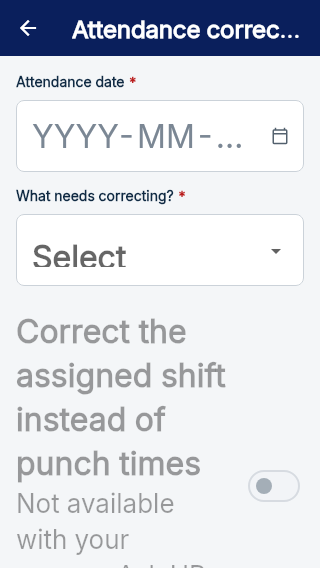 Attendance correc...
Attendance date *
YYYY-MM-...
What needs correcting? *
Select
Correct the
assigned shift
instead of
punch times
Not available
with your